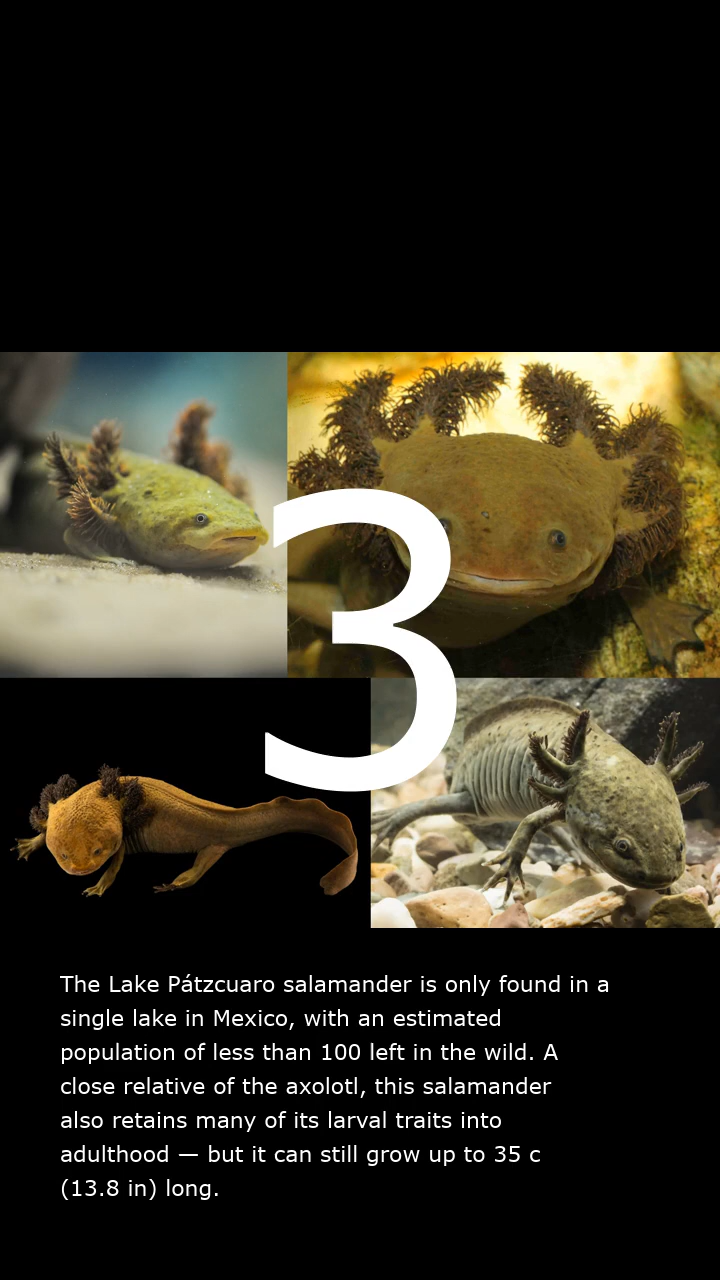 3
The Lake Pátzcuaro salamander is only found in a
single lake in Mexico, with an estimated
population of less than 100 left in the wild. A
close relative of the axolotl, this salamander
also retains many of its larval traits into
adulthood — but it can still grow up to 35 c
(13.8 in) long.